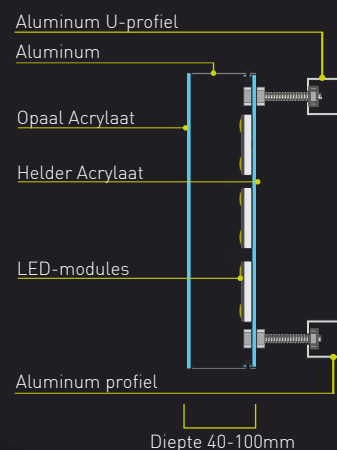 Aluminum U-profiel
Aluminum
Opaal Acrylaat
Helder Acrylaat
LED-modules
Aluminum profiel
Diepte 40-100mm